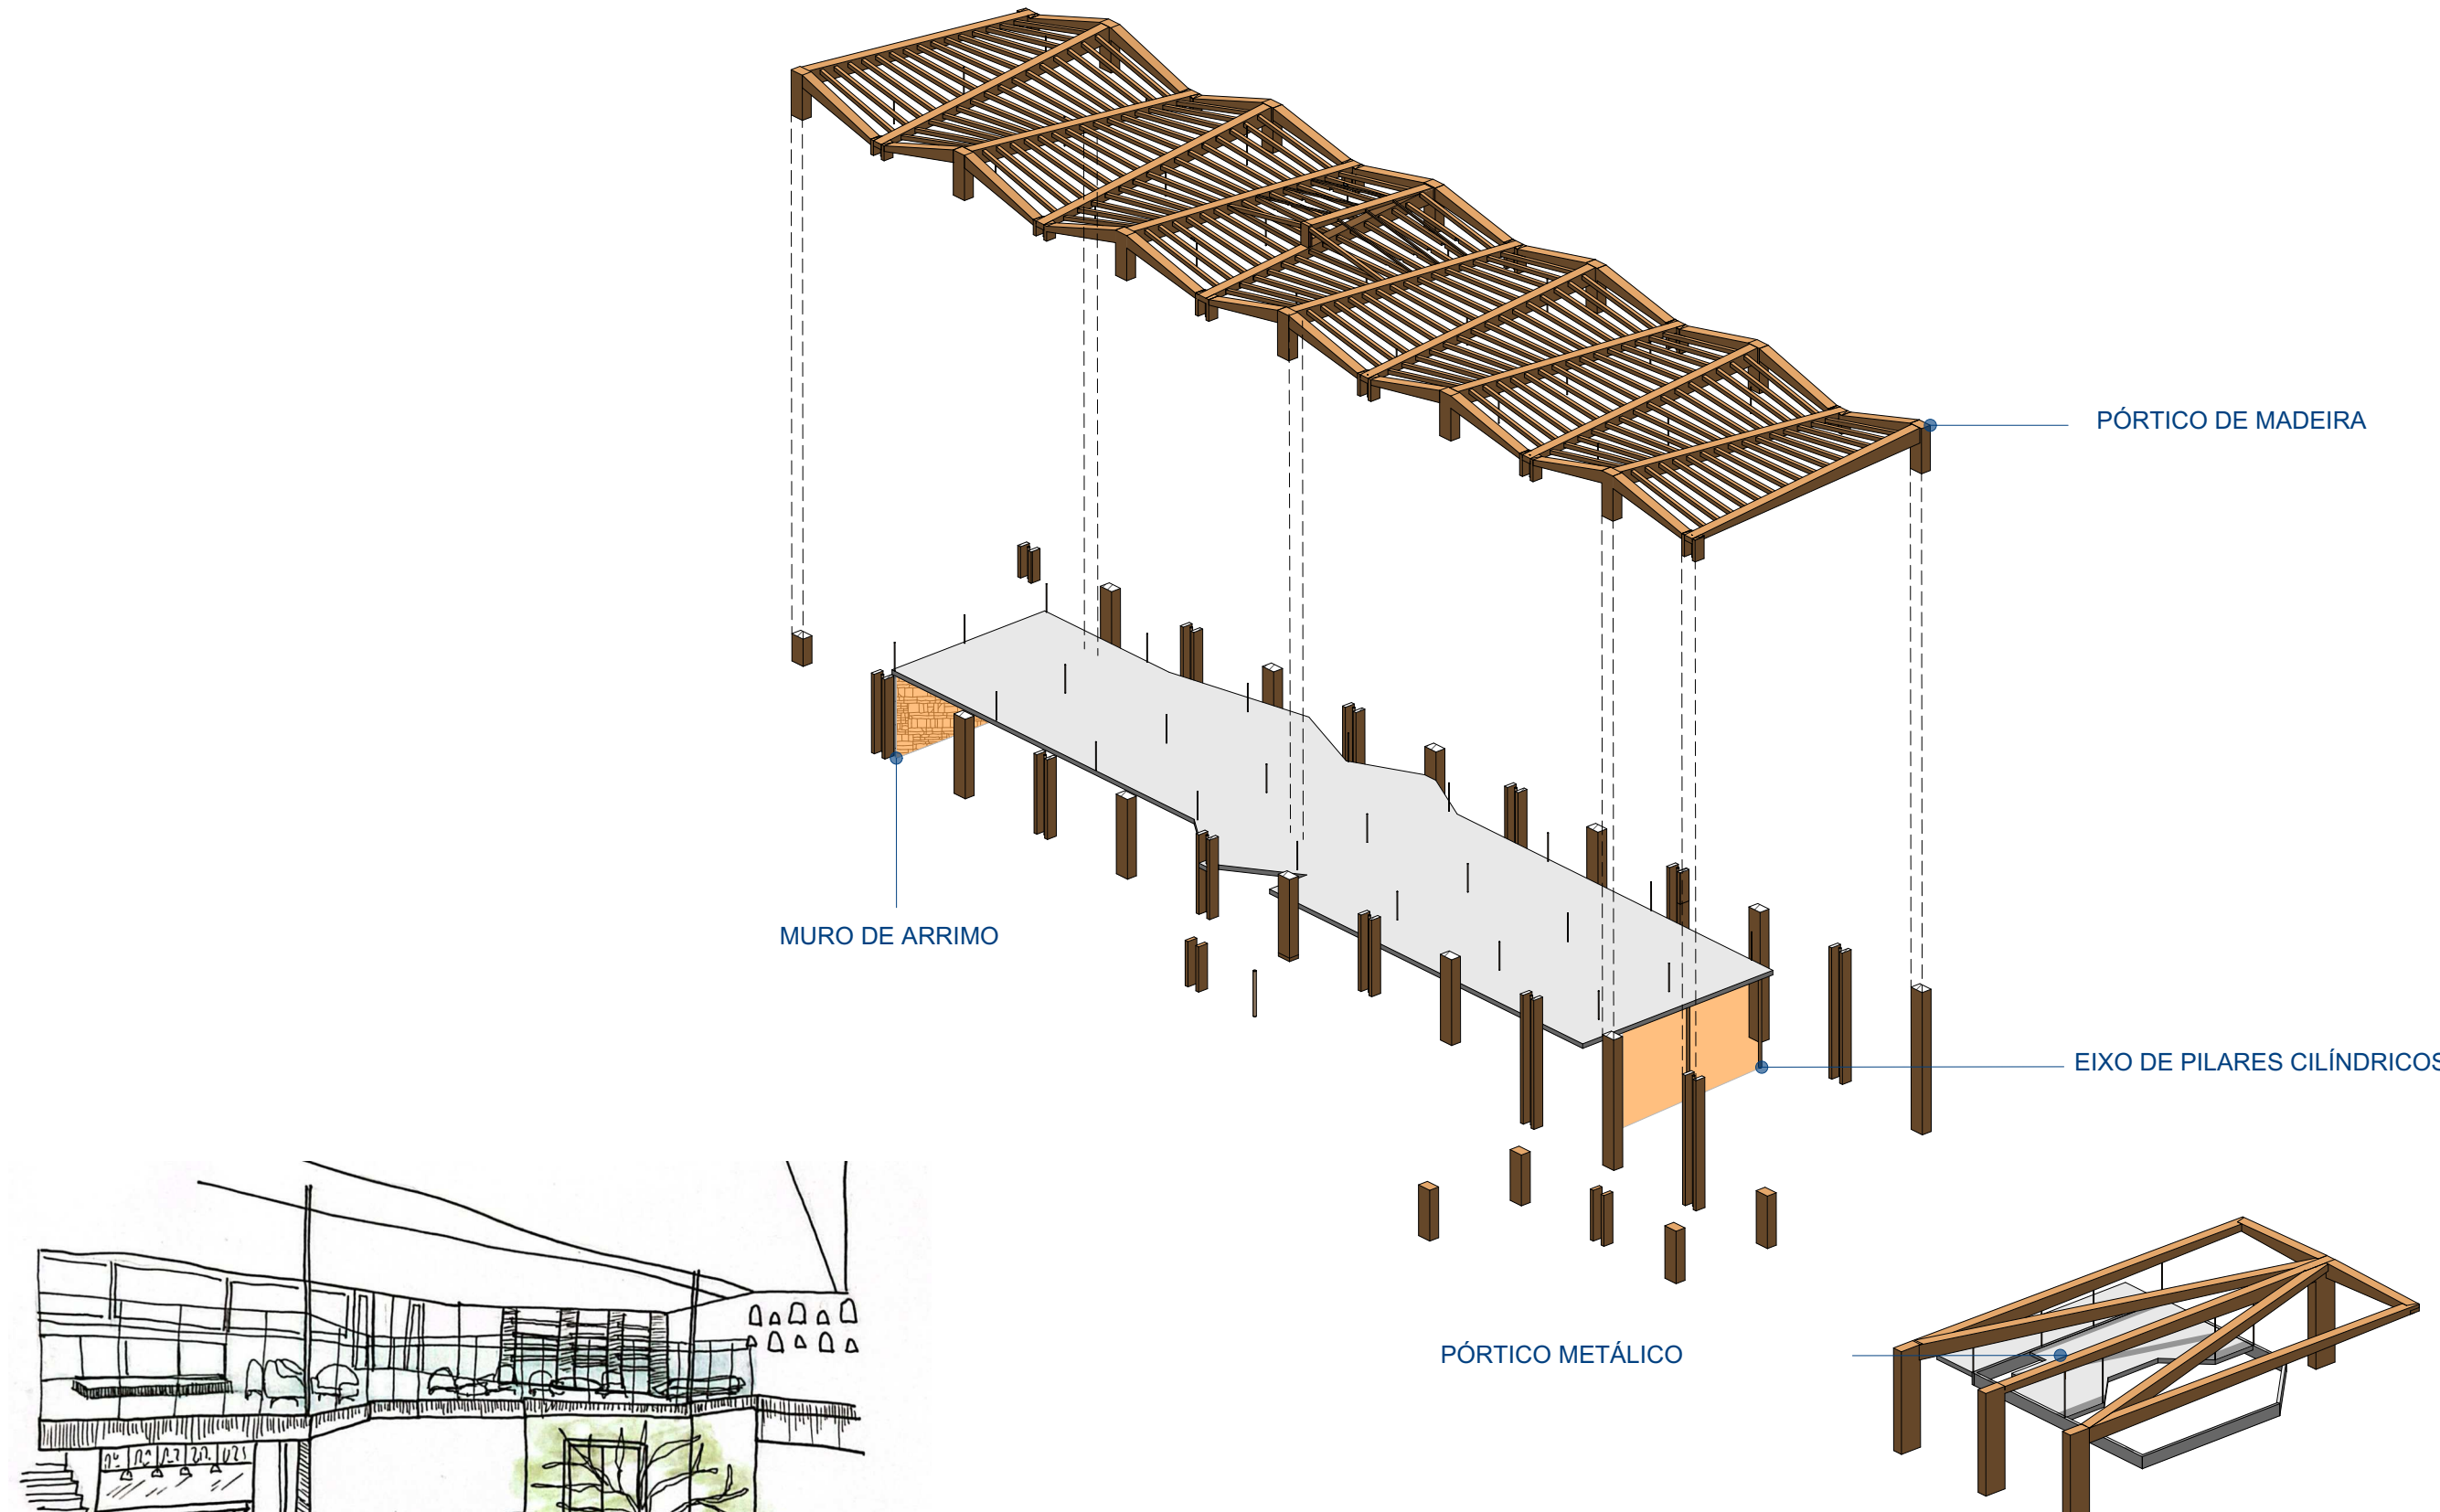 PÓRTICO DE MADEIRA
MURO DE ARRIMO
EIXO DE PILARES CILÍNDRICOS
PÓRTICO METÁLICO